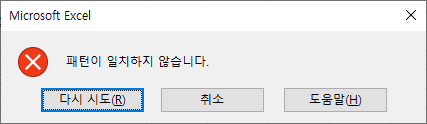 Microsoft Excel
패턴이 일치하지 않습니다.
다시 시도(R) 취소 도움말(H)